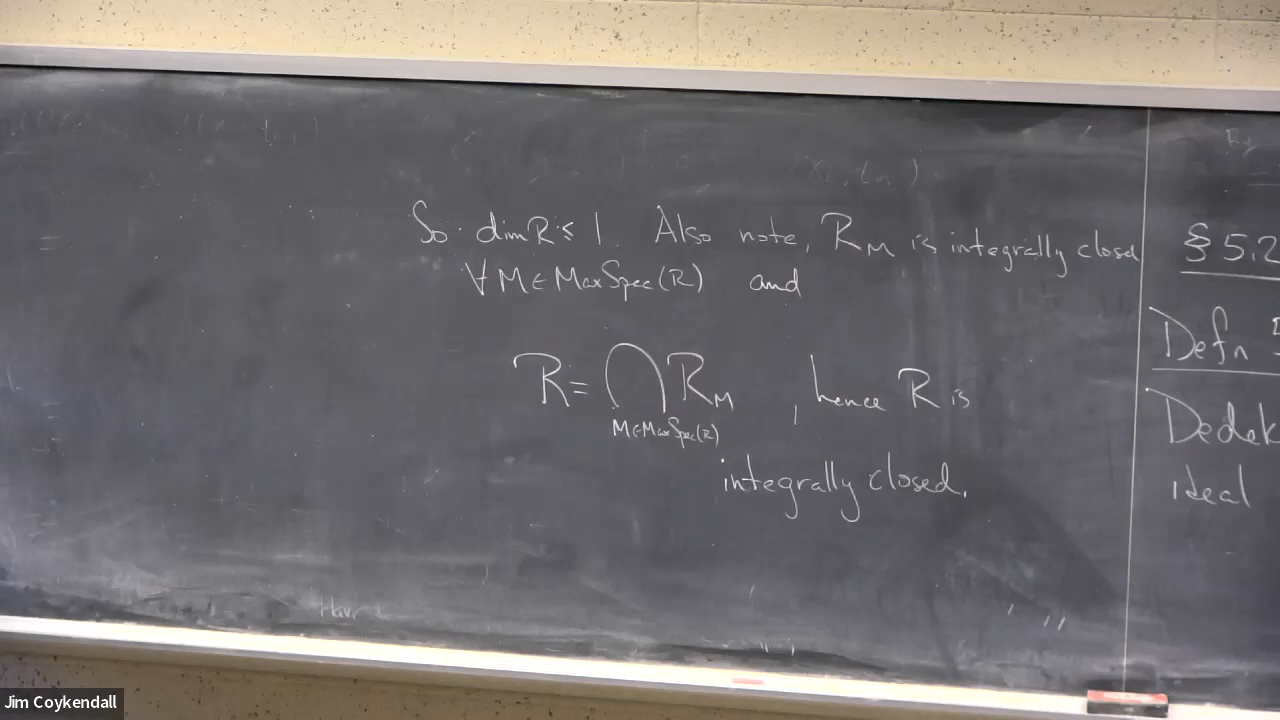 So dim R ≤ 1. Also note, R_M is integrally closed
∀ M ∈ MaxSpec(R) and
R = ⋂_{M∈MaxSpec(R)} R_M , hence R is
integrally closed.
§5.2
Defn
ideal
Jim Coykendall